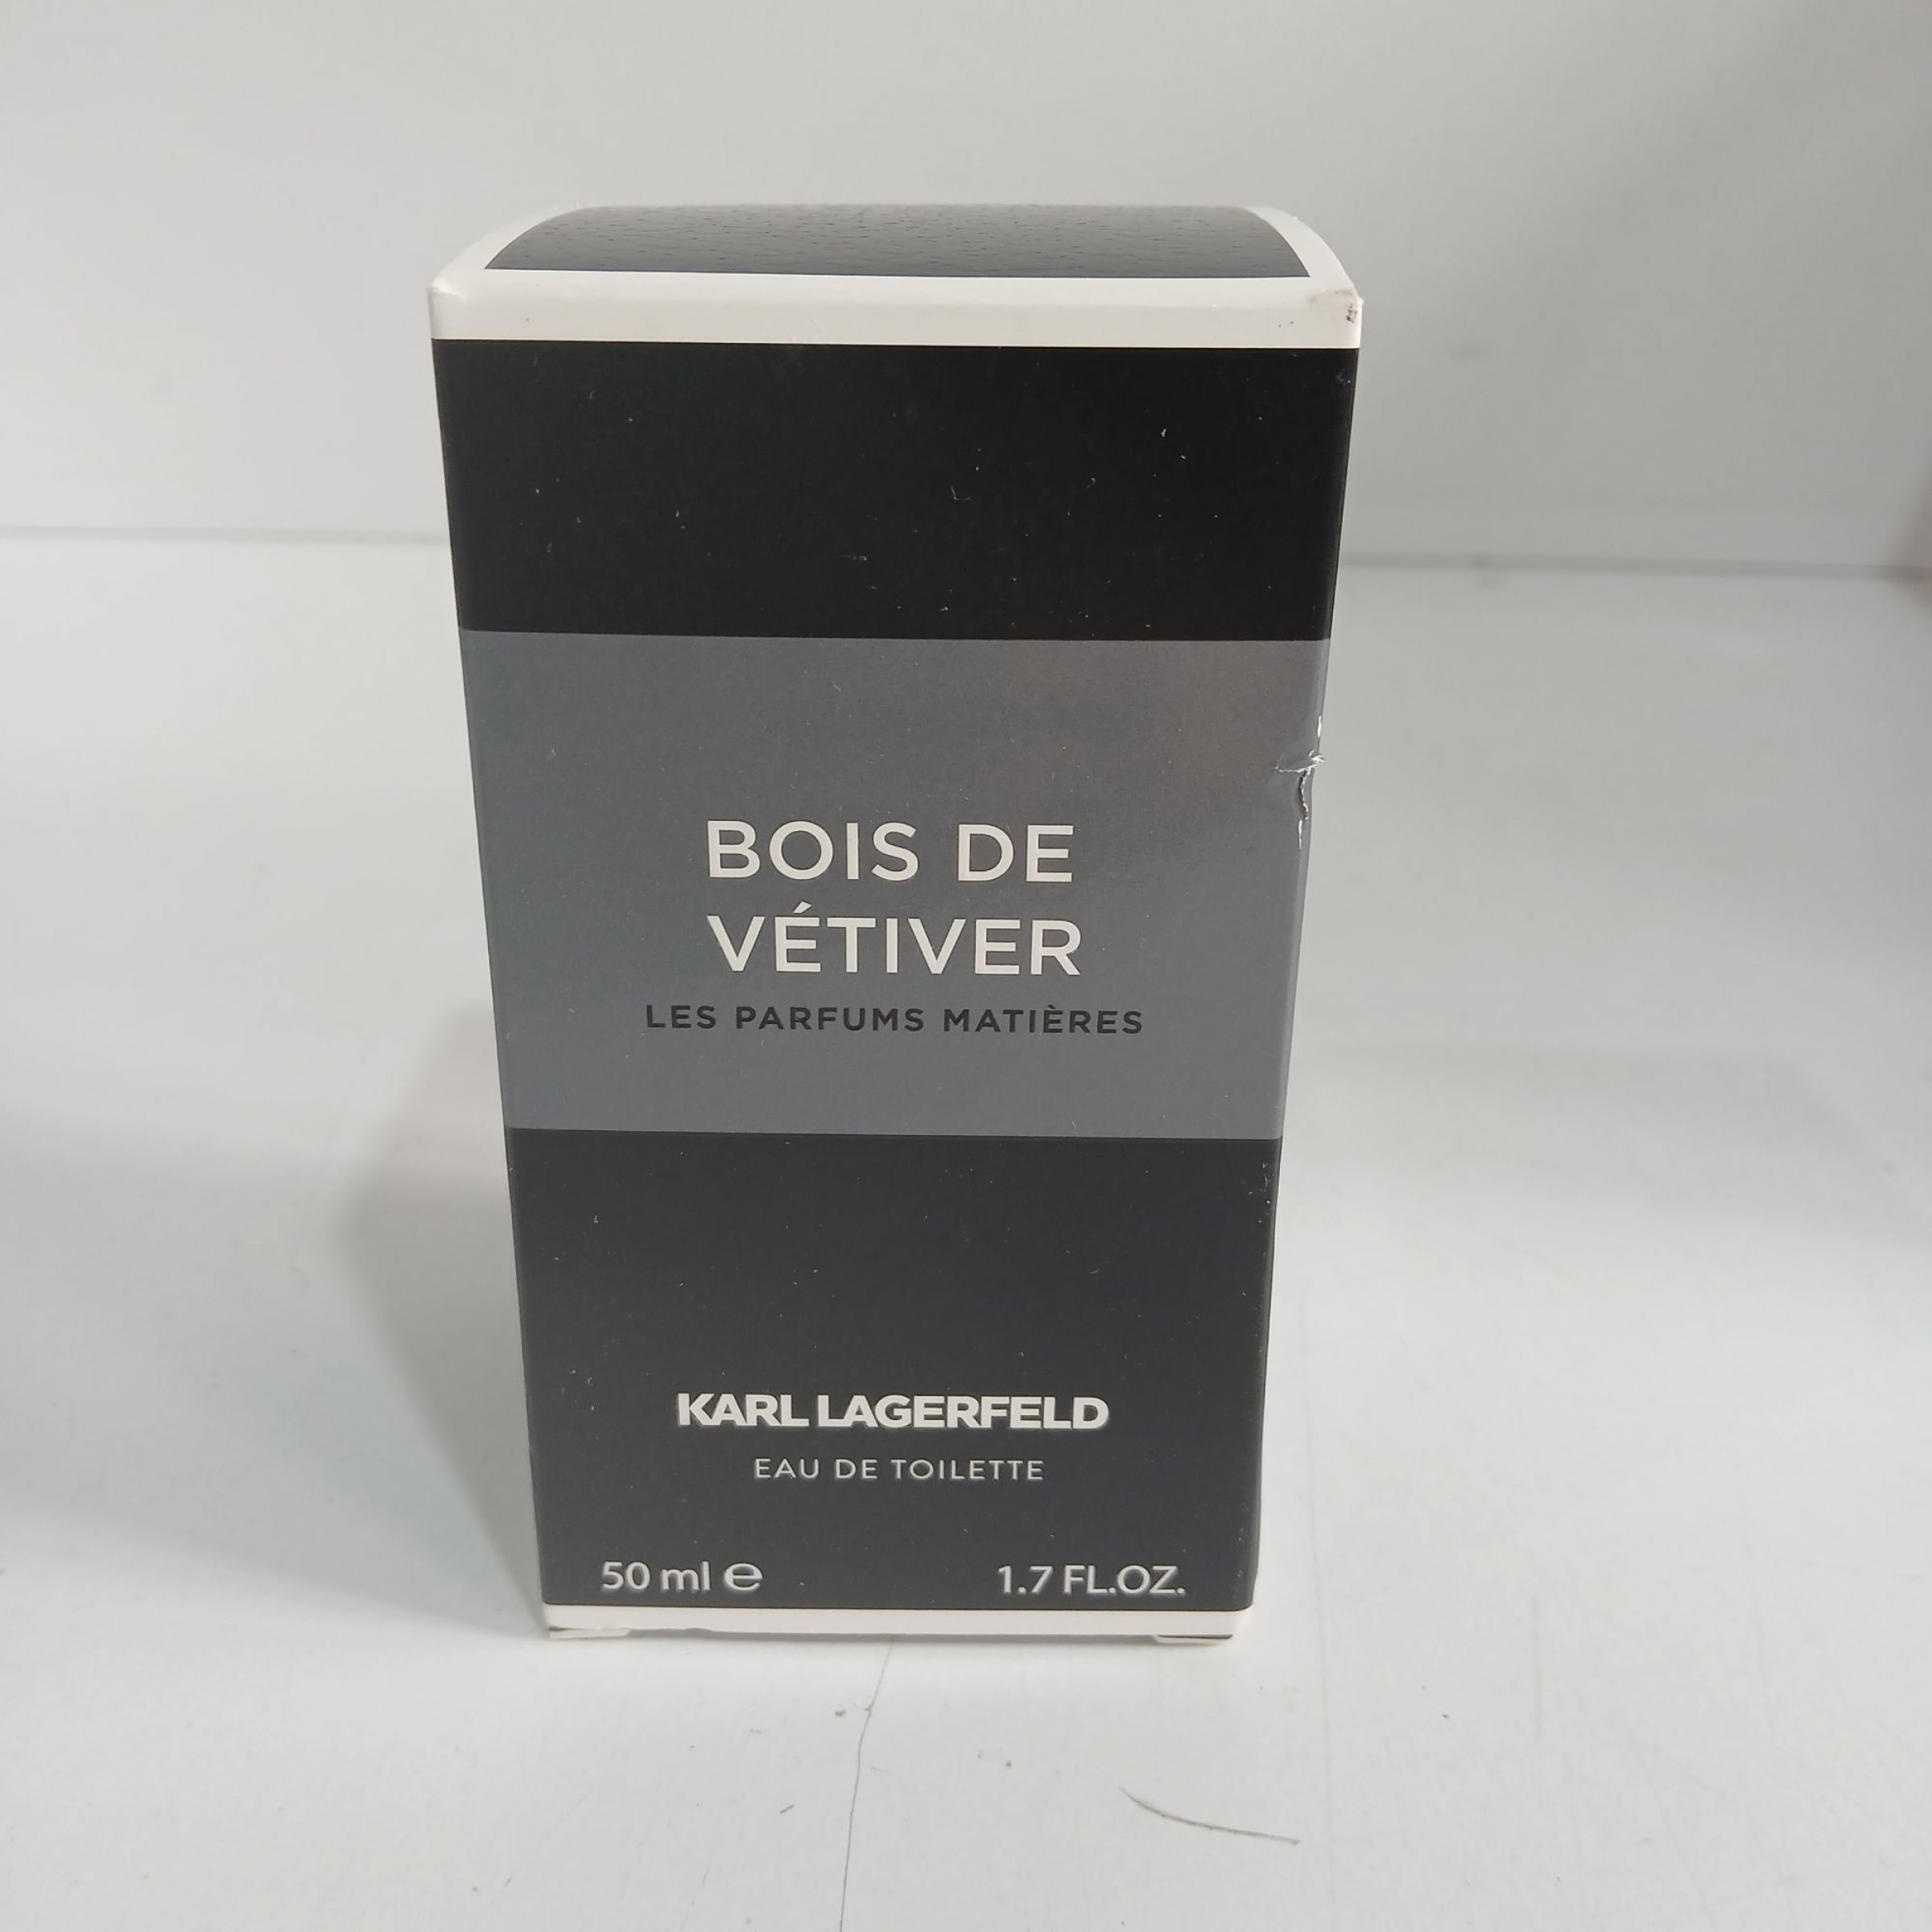 BOIS DE
VÉTIVER
LES PARFUMS MATIÈRES
KARL LAGERFELD
EAU DE TOILETTE
50 ml ℮ 1.7 FL.OZ.